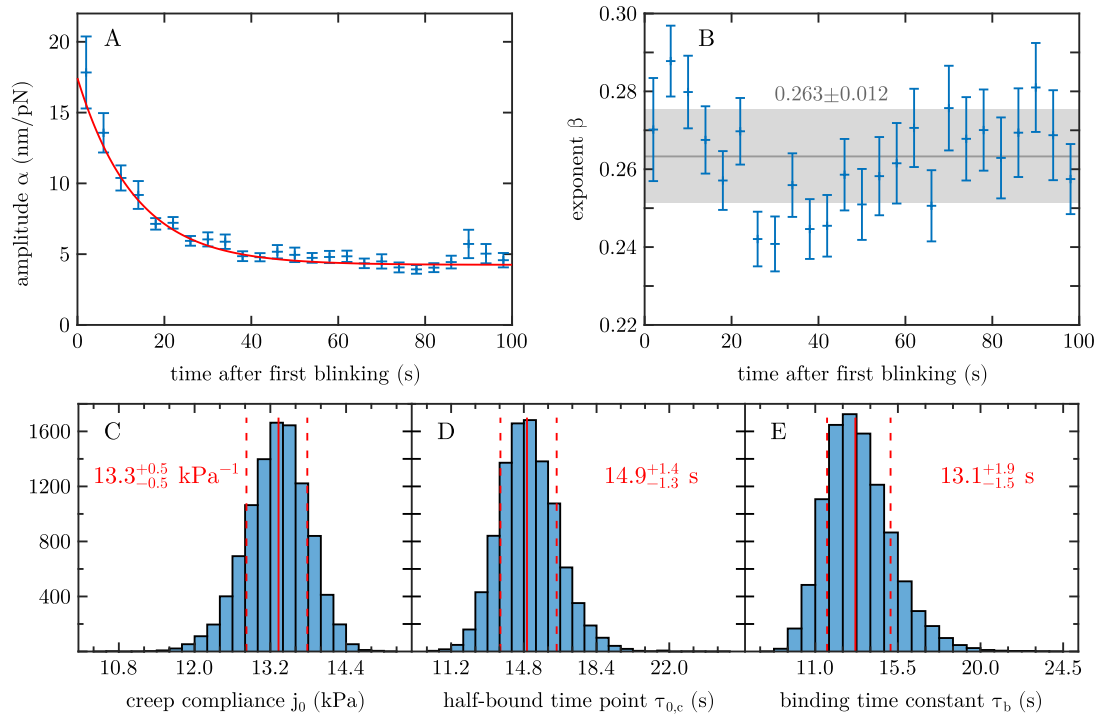 A
amplitude α (nm/pN)
20
15
10
5
0
0 20 40 60 80 100
time after first blinking (s)
B
exponent β
0.30
0.28
0.26
0.24
0.22
0.263±0.012
0 20 40 60 80 100
time after first blinking (s)
1600
1200
800
400
C
13.3+0.5−0.5 kPa−1
10.8 12.0 13.2 14.4
creep compliance j0 (kPa)
D
14.9+1.4−1.3 s
11.2 14.8 18.4 22.0
half-bound time point τ0,c (s)
E
13.1+1.9−1.5 s
11.0 15.5 20.0 24.5
binding time constant τb (s)